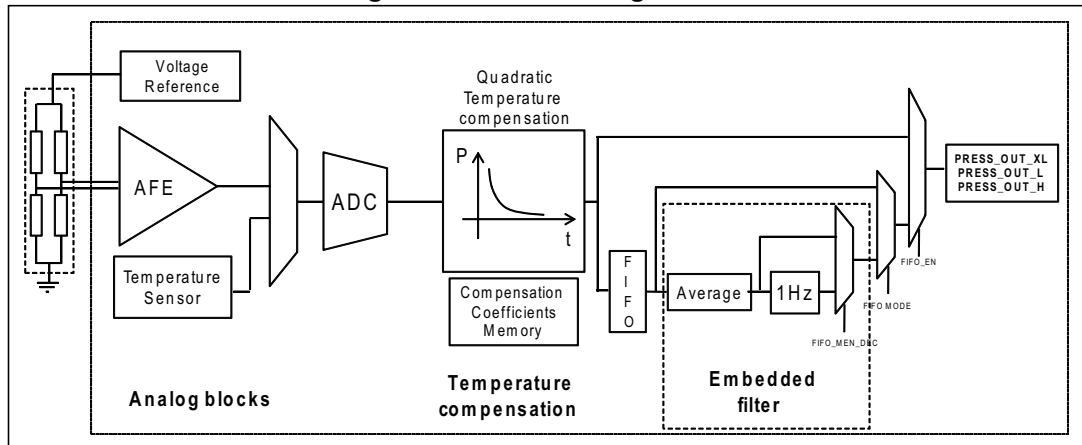 Voltage
Reference
AFE
Temperature
Sensor
ADC
Quadratic
Temperature
compensation
P
t
Compensation
Coefficients
Memory
F
I
F
O
Average
1Hz
FIFO_MEN_DEC
FIFO MODE
FIFO_EN
PRESS_OUT_XL
PRESS_OUT_L
PRESS_OUT_H
Analog blocks
Temperature
compensation
Embedded
filter